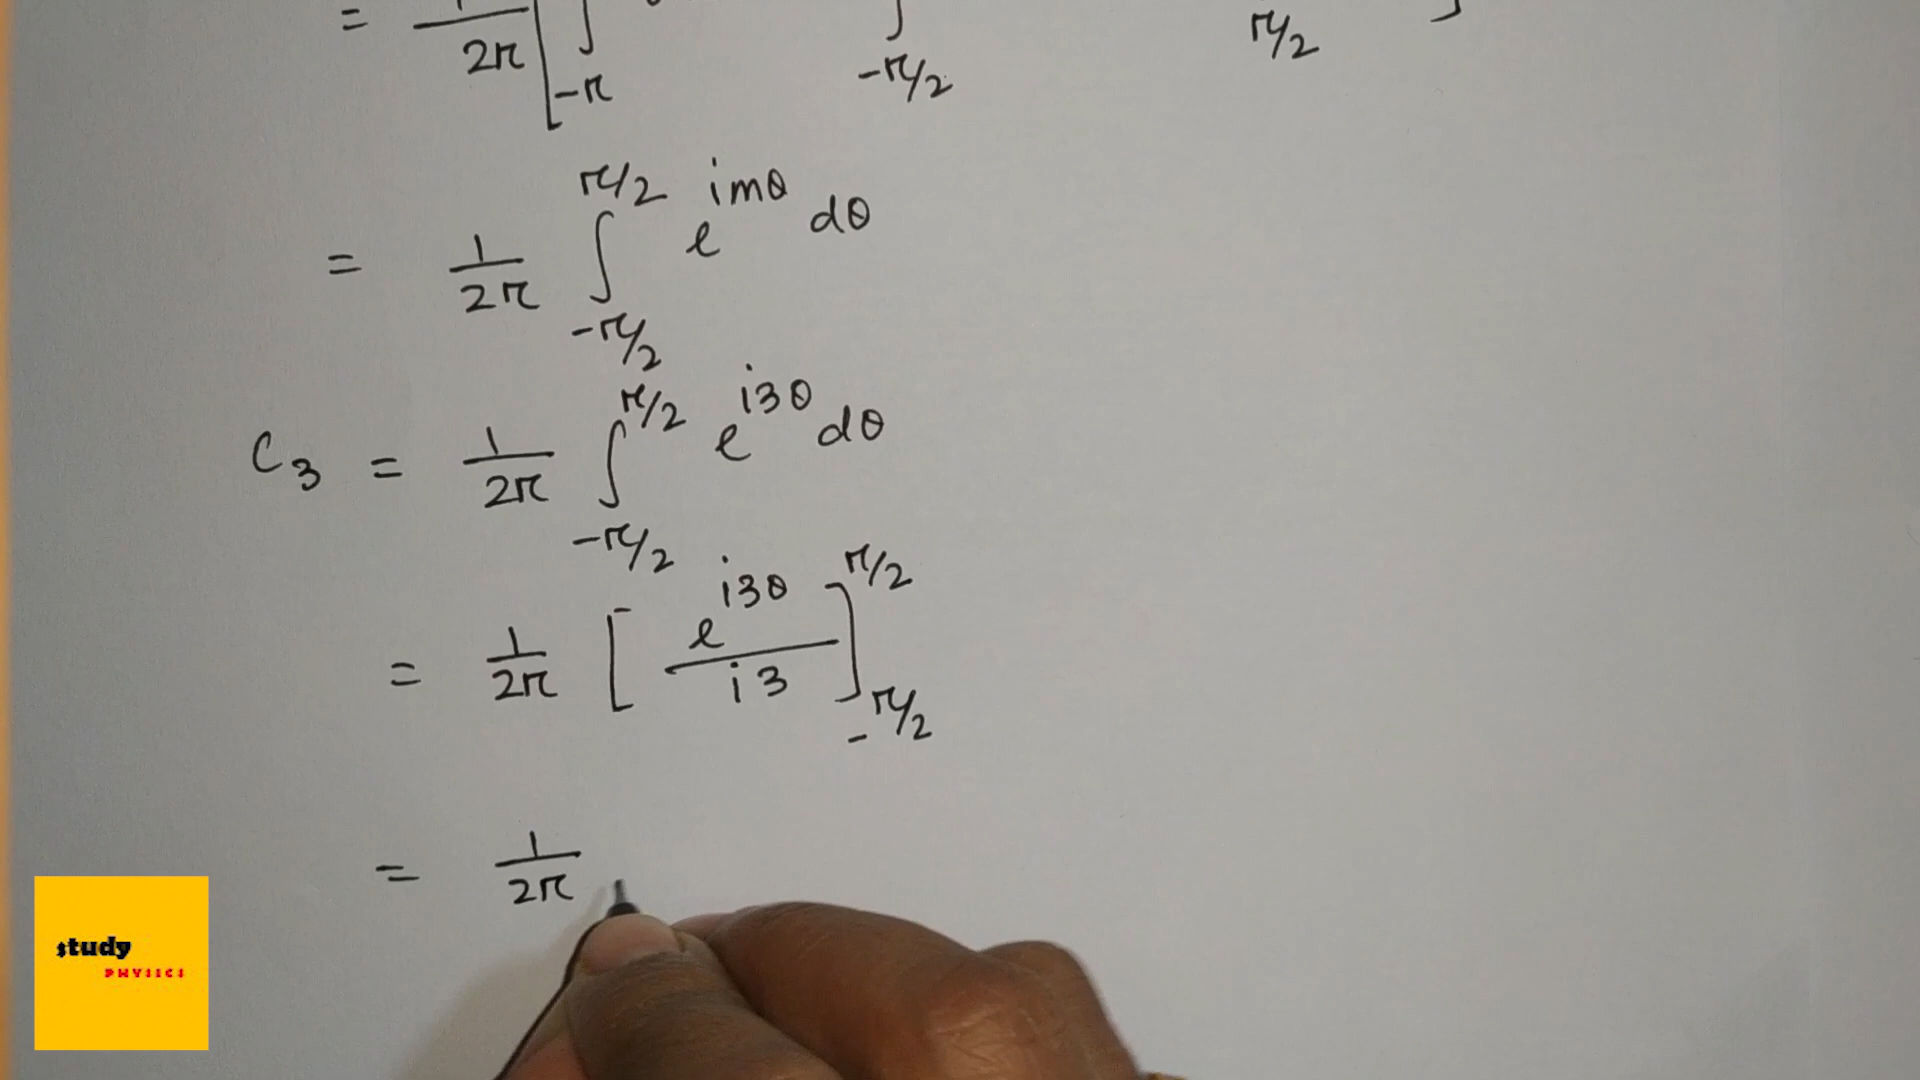 = 1/2π [ ∫_{-π} ∫_{-π/2} π/2 ]
= 1/2π ∫_{-π/2}^{π/2} e^{imθ} dθ
C_3 = 1/2π ∫_{-π/2}^{π/2} e^{i3θ} dθ
= 1/2π [ e^{i3θ} / i3 ]_{-π/2}^{π/2}
= 1/2π
study
PHYSICS